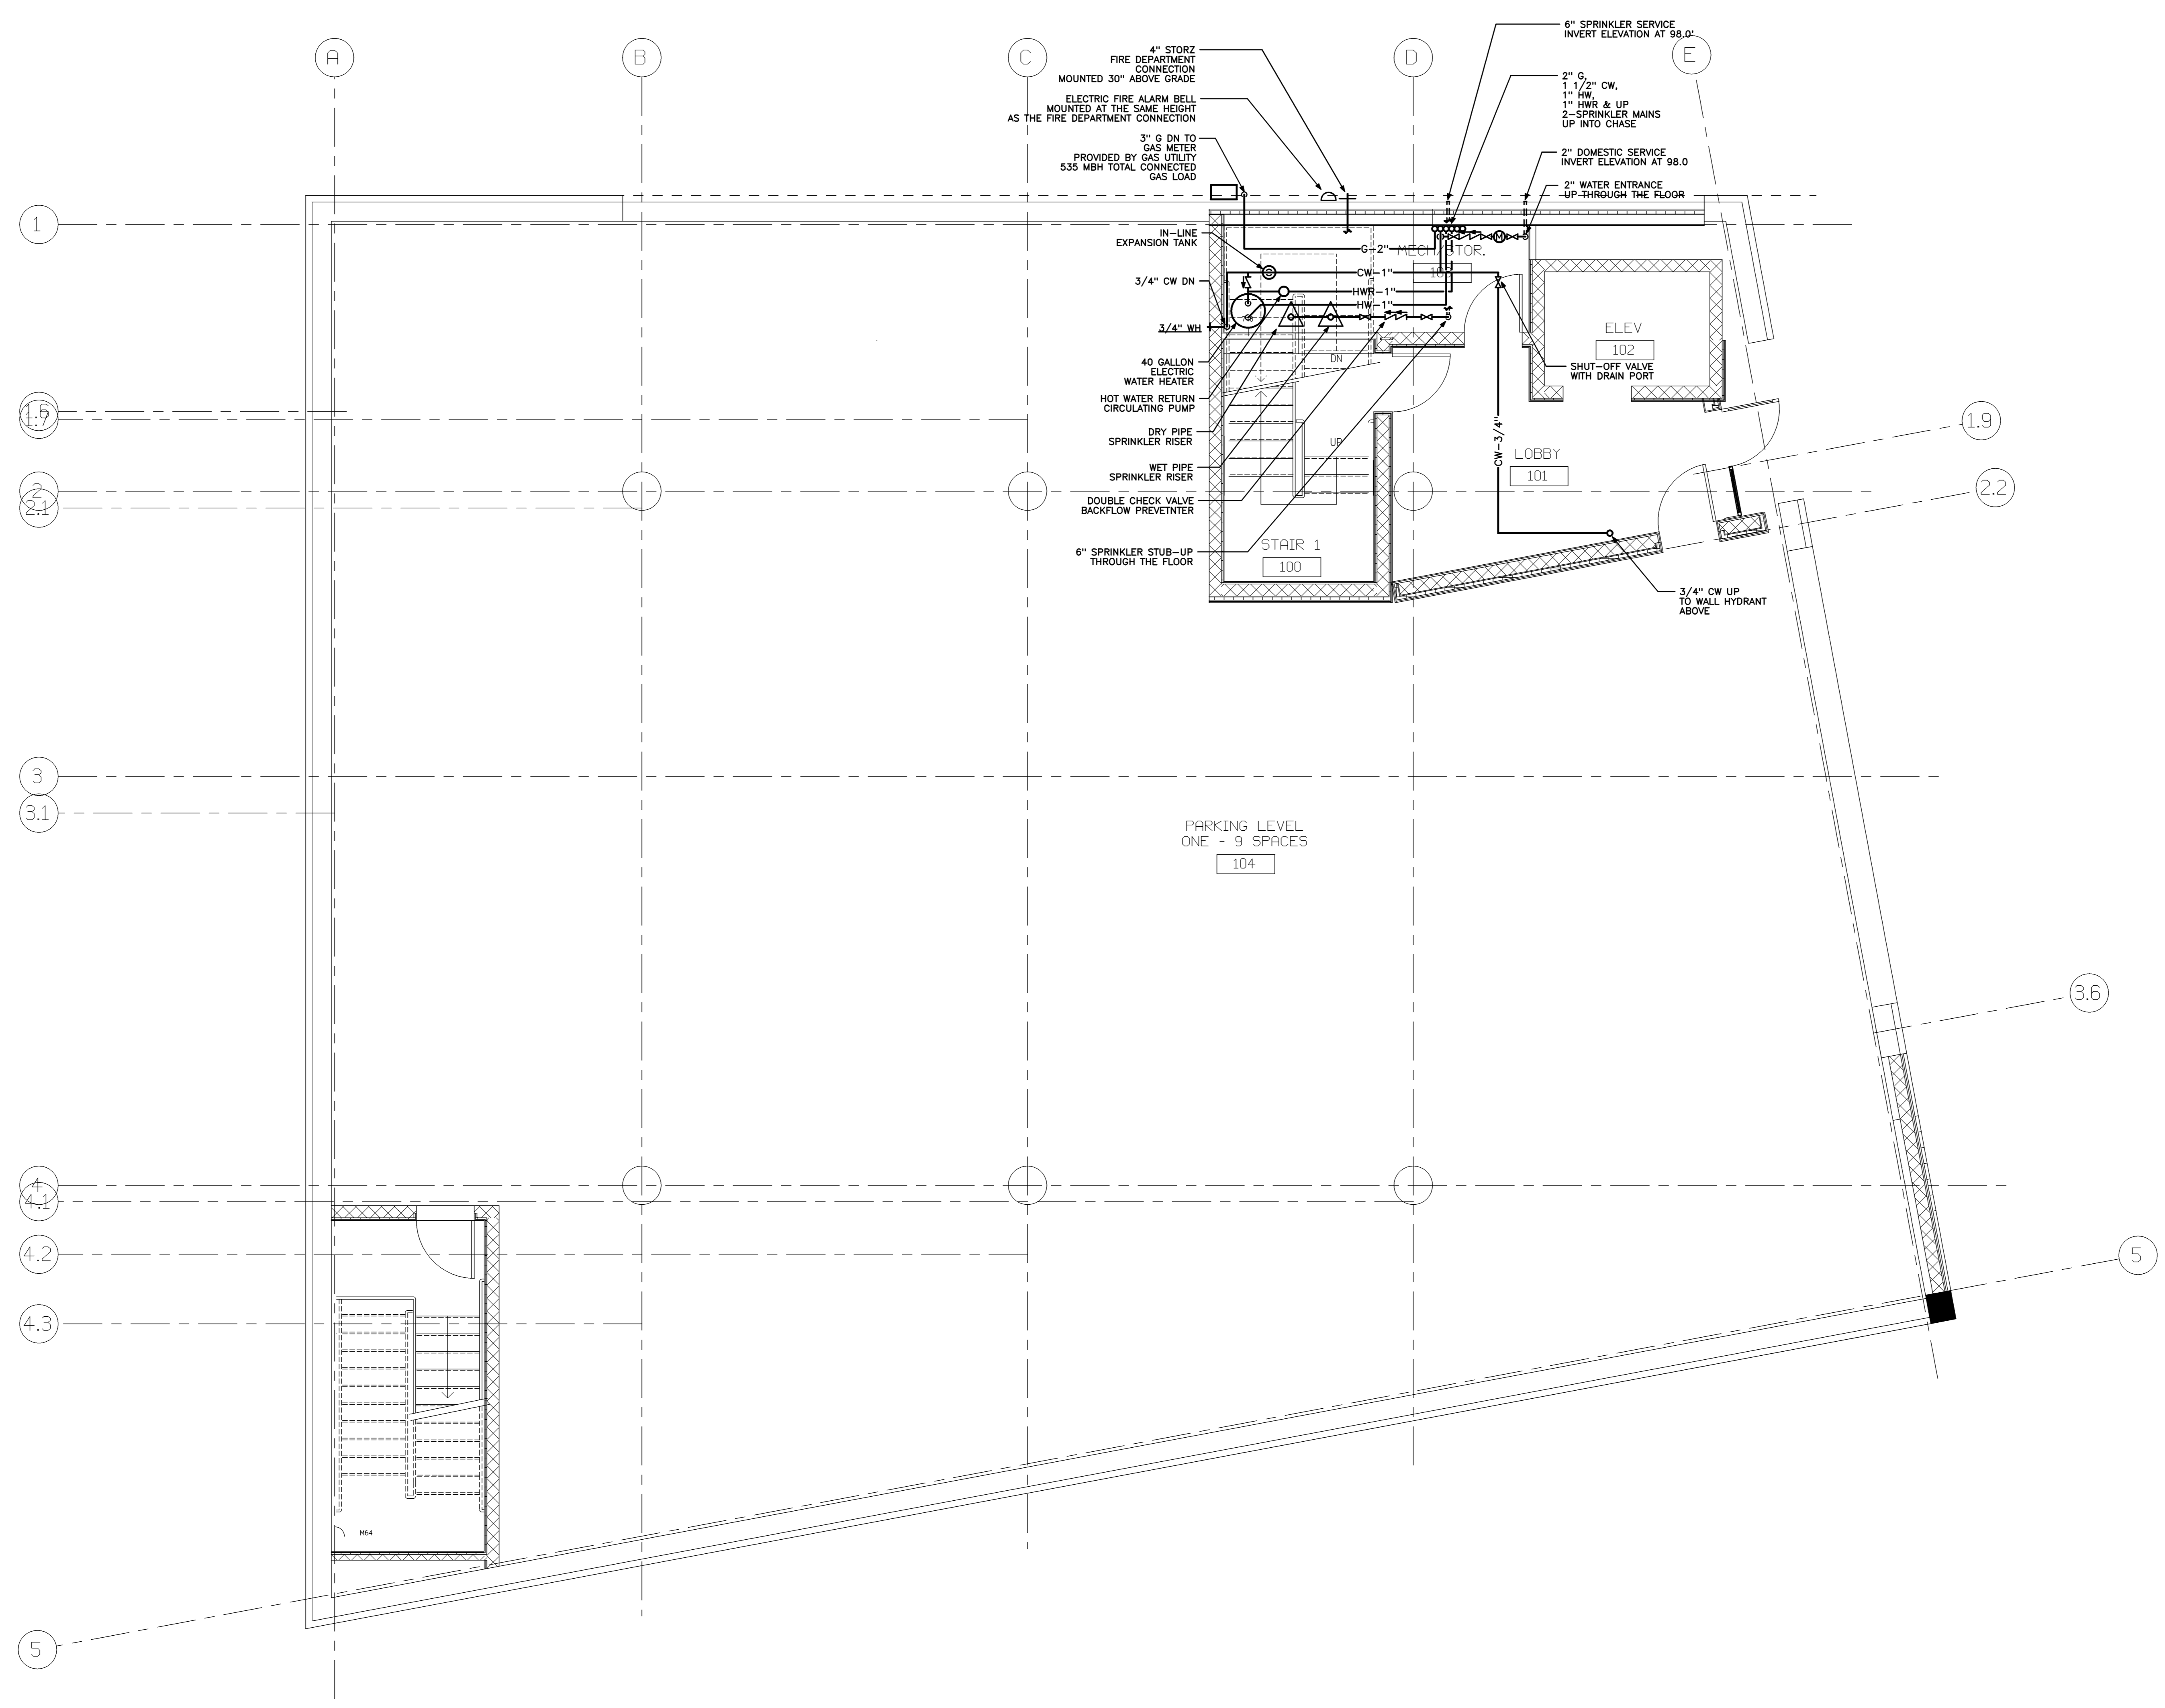 A
B
C
D
E
4" STORZ
FIRE DEPARTMENT
CONNECTION
MOUNTED 30" ABOVE GRADE
ELECTRIC FIRE ALARM BELL
MOUNTED AT THE SAME HEIGHT
AS THE FIRE DEPARTMENT CONNECTION
3" G DN TO
GAS METER
PROVIDED BY GAS UTILITY
535 MBH TOTAL CONNECTED
GAS LOAD
6" SPRINKLER SERVICE
INVERT ELEVATION AT 98.0'
2" G,
1 1/2" CW,
1" HW,
1" HWR & UP
2-SPRINKLER MAINS
UP INTO CHASE
2" DOMESTIC SERVICE
INVERT ELEVATION AT 98.0
2" WATER ENTRANCE
UP THROUGH THE FLOOR
IN-LINE
EXPANSION TANK
3/4" CW DN
3/4" WH
40 GALLON
ELECTRIC
WATER HEATER
HOT WATER RETURN
CIRCULATING PUMP
DRY PIPE
SPRINKLER RISER
WET PIPE
SPRINKLER RISER
DOUBLE CHECK VALVE
BACKFLOW PREVETNTER
6" SPRINKLER STUB-UP
THROUGH THE FLOOR
G-2"
MECH/STOR.
CW-1"
HWR-1"
HW-1"
M
DN
UP
STAIR 1
100
ELEV
102
SHUT-OFF VALVE
WITH DRAIN PORT
CW-3/4"
LOBBY
101
3/4" CW UP
TO WALL HYDRANT
ABOVE
PARKING LEVEL
ONE - 9 SPACES
104
M64
1
1.6
1.7
2
2.1
3
3.1
4
4.1
4.2
4.3
5
1.9
2.2
3.6
5